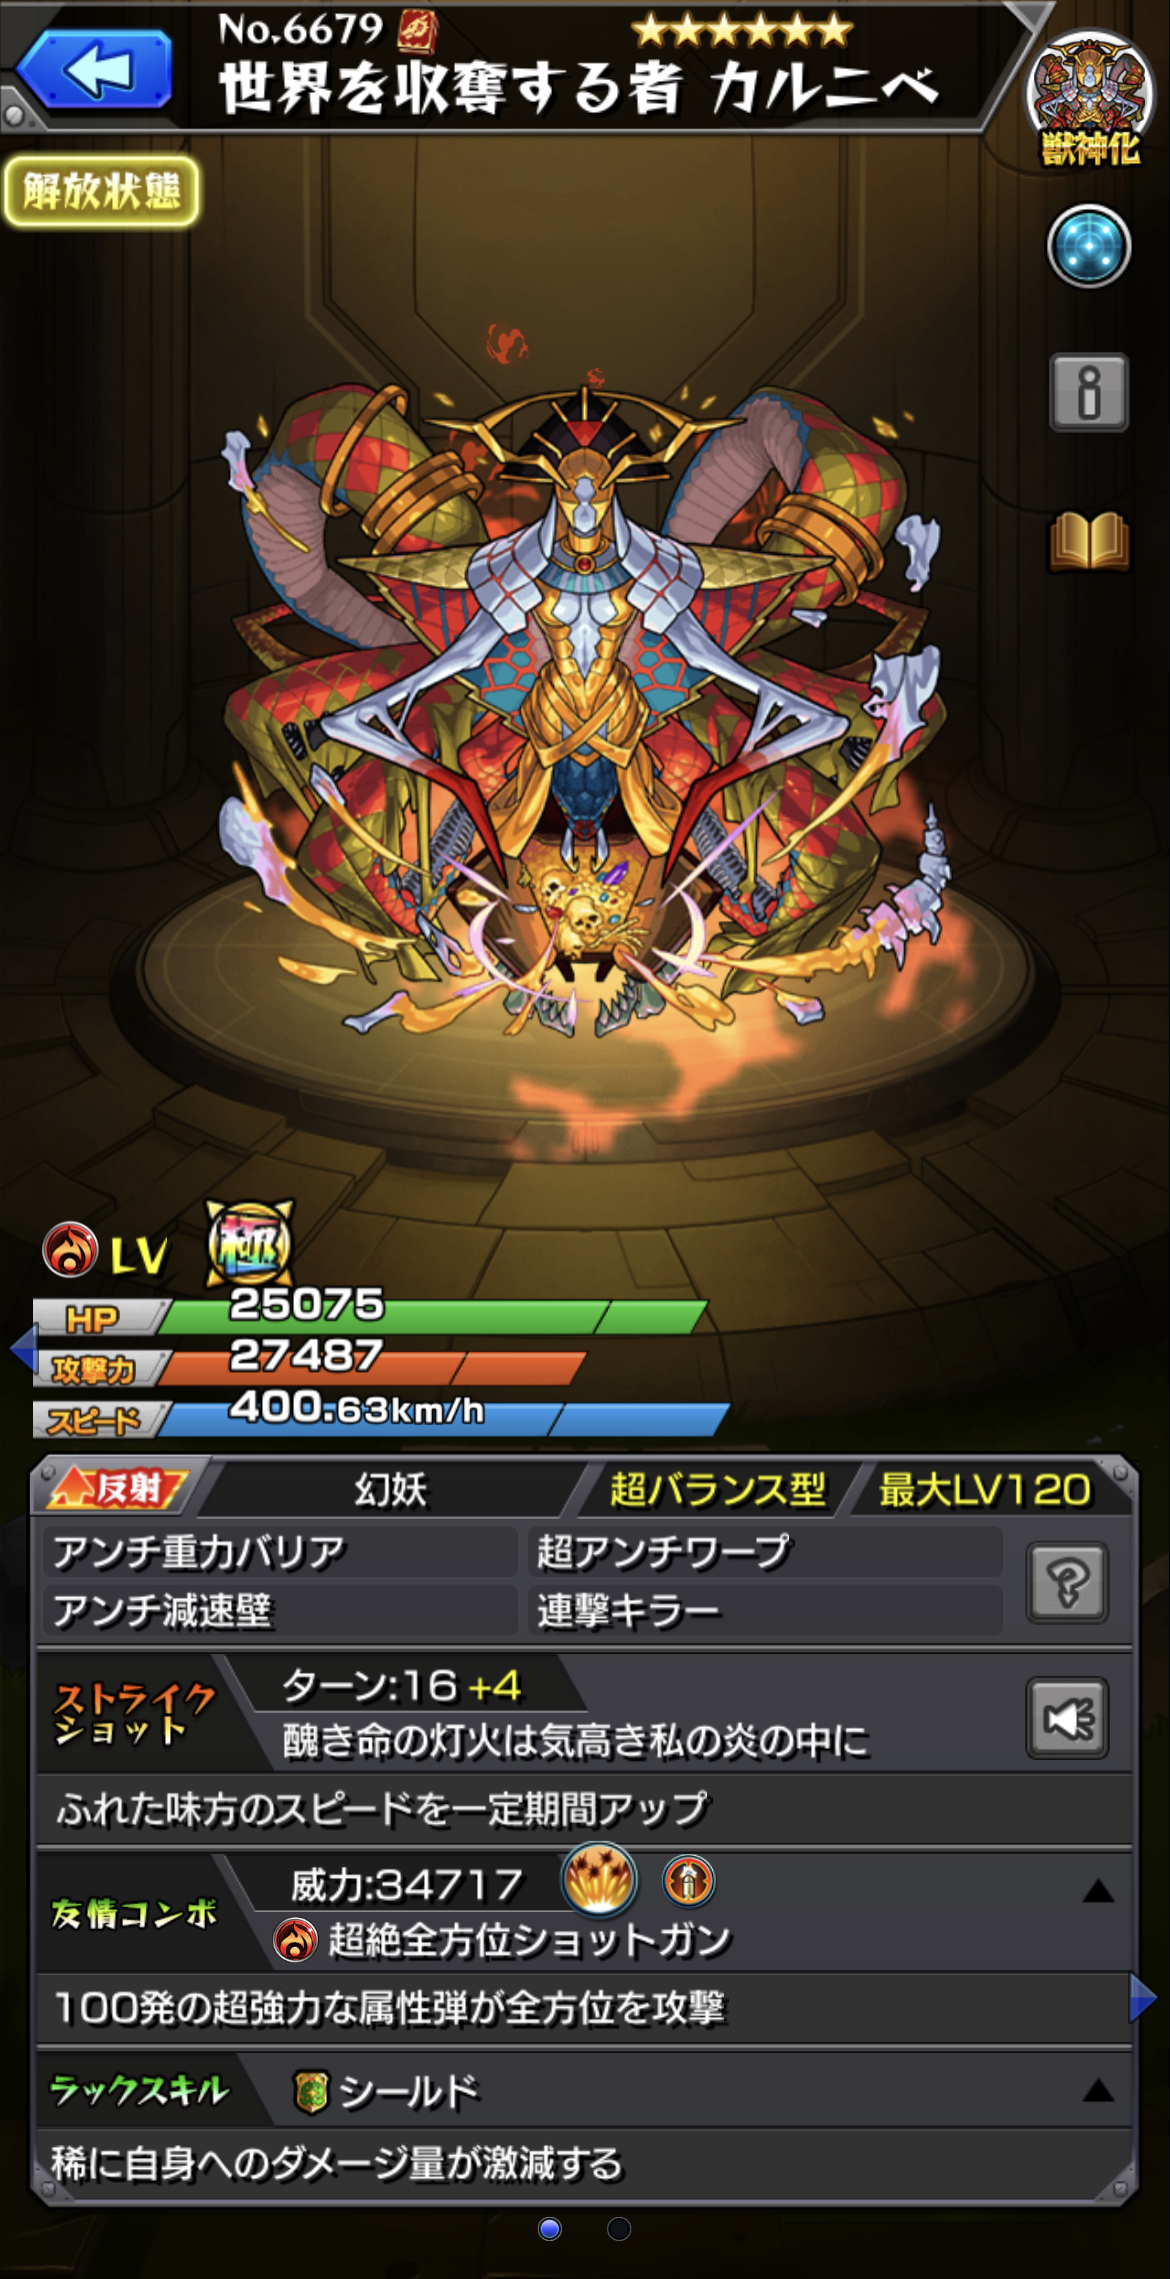 No.6679
世界を収奪する者 カルニベ
獣神化
解放状態
LV 極
HP 25075
攻撃力 27487
スピード 400.63km/h
反射 幻妖 超バランス型 最大LV120
アンチ重力バリア 超アンチワープ
アンチ減速壁 連撃キラー
ストライクショット ターン:16 +4
醜き命の灯火は気高き私の炎の中に
ふれた味方のスピードを一定期間アップ
友情コンボ 威力:34717
超絶全方位ショットガン
100発の超強力な属性弾が全方位を攻撃
ラックスキル シールド
稀に自身へのダメージ量が激減する